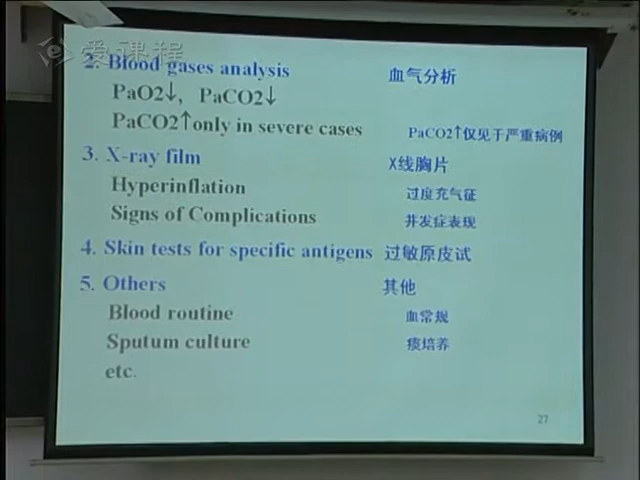 爱课程
2. Blood gases analysis 血气分析
PaO2↓, PaCO2↓
PaCO2↑only in severe cases PaCO2↑仅见于严重病例
3. X-ray film X线胸片
Hyperinflation 过度充气征
Signs of Complications 并发症表现
4. Skin tests for specific antigens 过敏原皮试
5. Others 其他
Blood routine 血常规
Sputum culture 痰培养
etc.
27